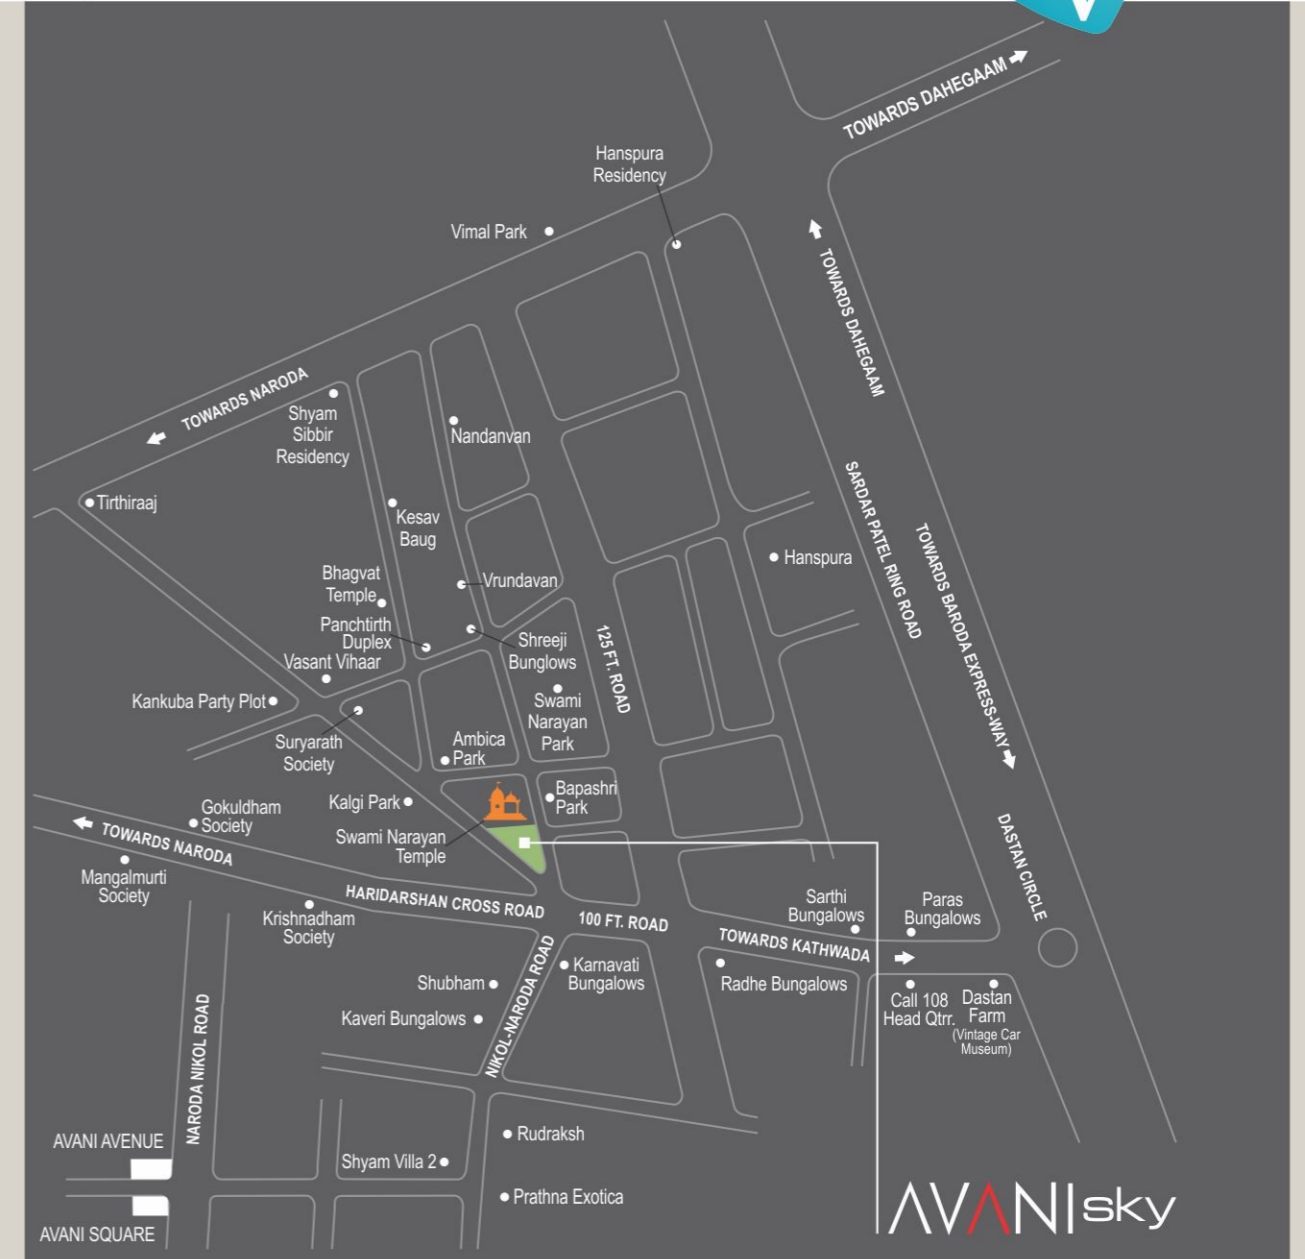 TOWARDS DAHEGAAM
Hanspura
Residency
Vimal Park
TOWARDS DAHEGAAM
TOWARDS NARODA
Shyam
Sibbir
Residency
Nandanvan
Tirthiraaj
Kesav
Baug
SARDAR PATEL RING ROAD
TOWARDS BARODA EXPRESS-WAY
Hanspura
Bhagvat
Temple
Vrundavan
Panchtirth
Duplex
Shreeji
Bunglows
125 FT. ROAD
Vasant Vihaar
Kankuba Party Plot
Swami
Narayan
Park
Suryarath
Society
Ambica
Park
Bapashri
Park
Kalgi Park
Gokuldham
Society
TOWARDS NARODA
Swami Narayan
Temple
DASTAN CIRCLE
Mangalmurti
Society
HARIDARSHAN CROSS ROAD
100 FT. ROAD
Sarthi
Bungalows
Paras
Bungalows
Krishnadham
Society
TOWARDS KATHWADA
Karnavati
Bungalows
Radhe Bungalows
Shubham
Kaveri Bungalows
NIKOL-NARODA ROAD
Call 108
Head Qtrr.
Dastan
Farm
(Vintage Car
Museum)
NARODA NIKOL ROAD
AVANI AVENUE
Rudraksh
Shyam Villa 2
Prathna Exotica
AVANI SQUARE
AVANI sky